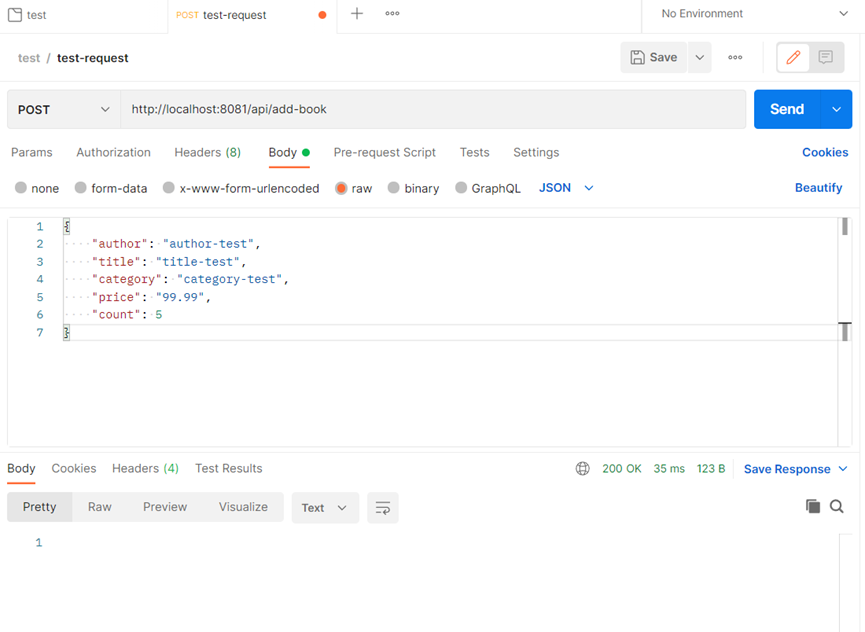 test
POST test-request
No Environment
test / test-request
Save
POST
http://localhost:8081/api/add-book
Send
Params Authorization Headers (8) Body Pre-request Script Tests Settings Cookies
none form-data x-www-form-urlencoded raw binary GraphQL JSON Beautify
1 {
2 "author": "author-test",
3 "title": "title-test",
4 "category": "category-test",
5 "price": "99.99",
6 "count": 5
7 }
Body Cookies Headers (4) Test Results 200 OK 35 ms 123 B Save Response
Pretty Raw Preview Visualize Text
1